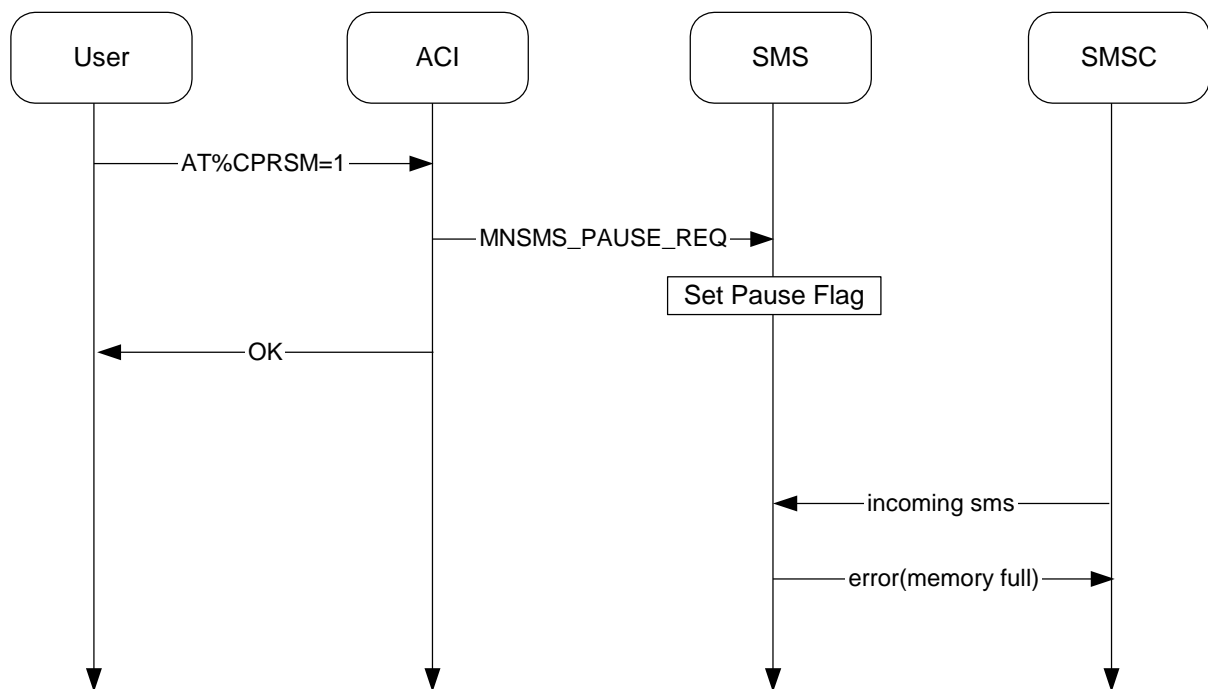 User
ACI
SMS
SMSC
AT%CPRSM=1
MNSMS_PAUSE_REQ
Set Pause Flag
OK
incoming sms
error(memory full)